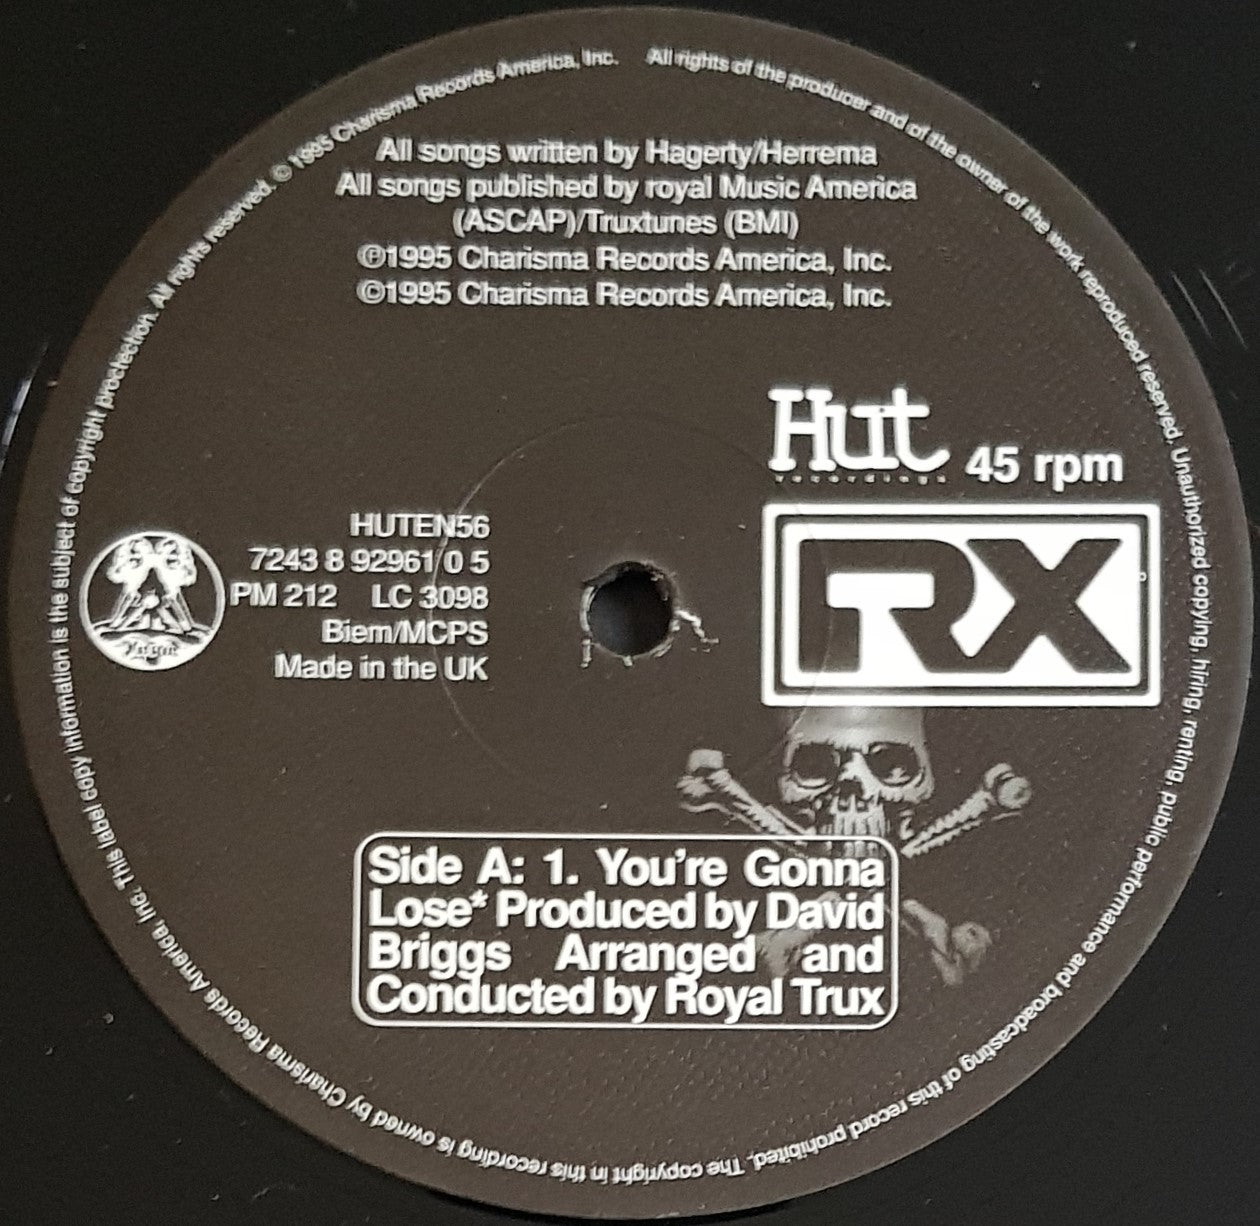 © 1995 Charisma Records America, Inc. All rights of the producer and of the owner of the work reproduced reserved. Unauthorized copying, hiring, renting, public performance and broadcasting of this record prohibited. The copyright in this recording is owned by Charisma Records America, Inc. This label copy information is the subject of copyright proctection. All rights reserved.
All songs written by Hagerty/Herrema
All songs published by royal Music America
(ASCAP)/Truxtunes (BMI)
℗1995 Charisma Records America, Inc.
©1995 Charisma Records America, Inc.
Hut
recordings
45 rpm
RX
HUTEN56
7243 8 92961 0 5
PM 212 LC 3098
Biem/MCPS
Made in the UK
Virgin
Side A: 1. You're Gonna
Lose* Produced by David
Briggs Arranged and
Conducted by Royal Trux